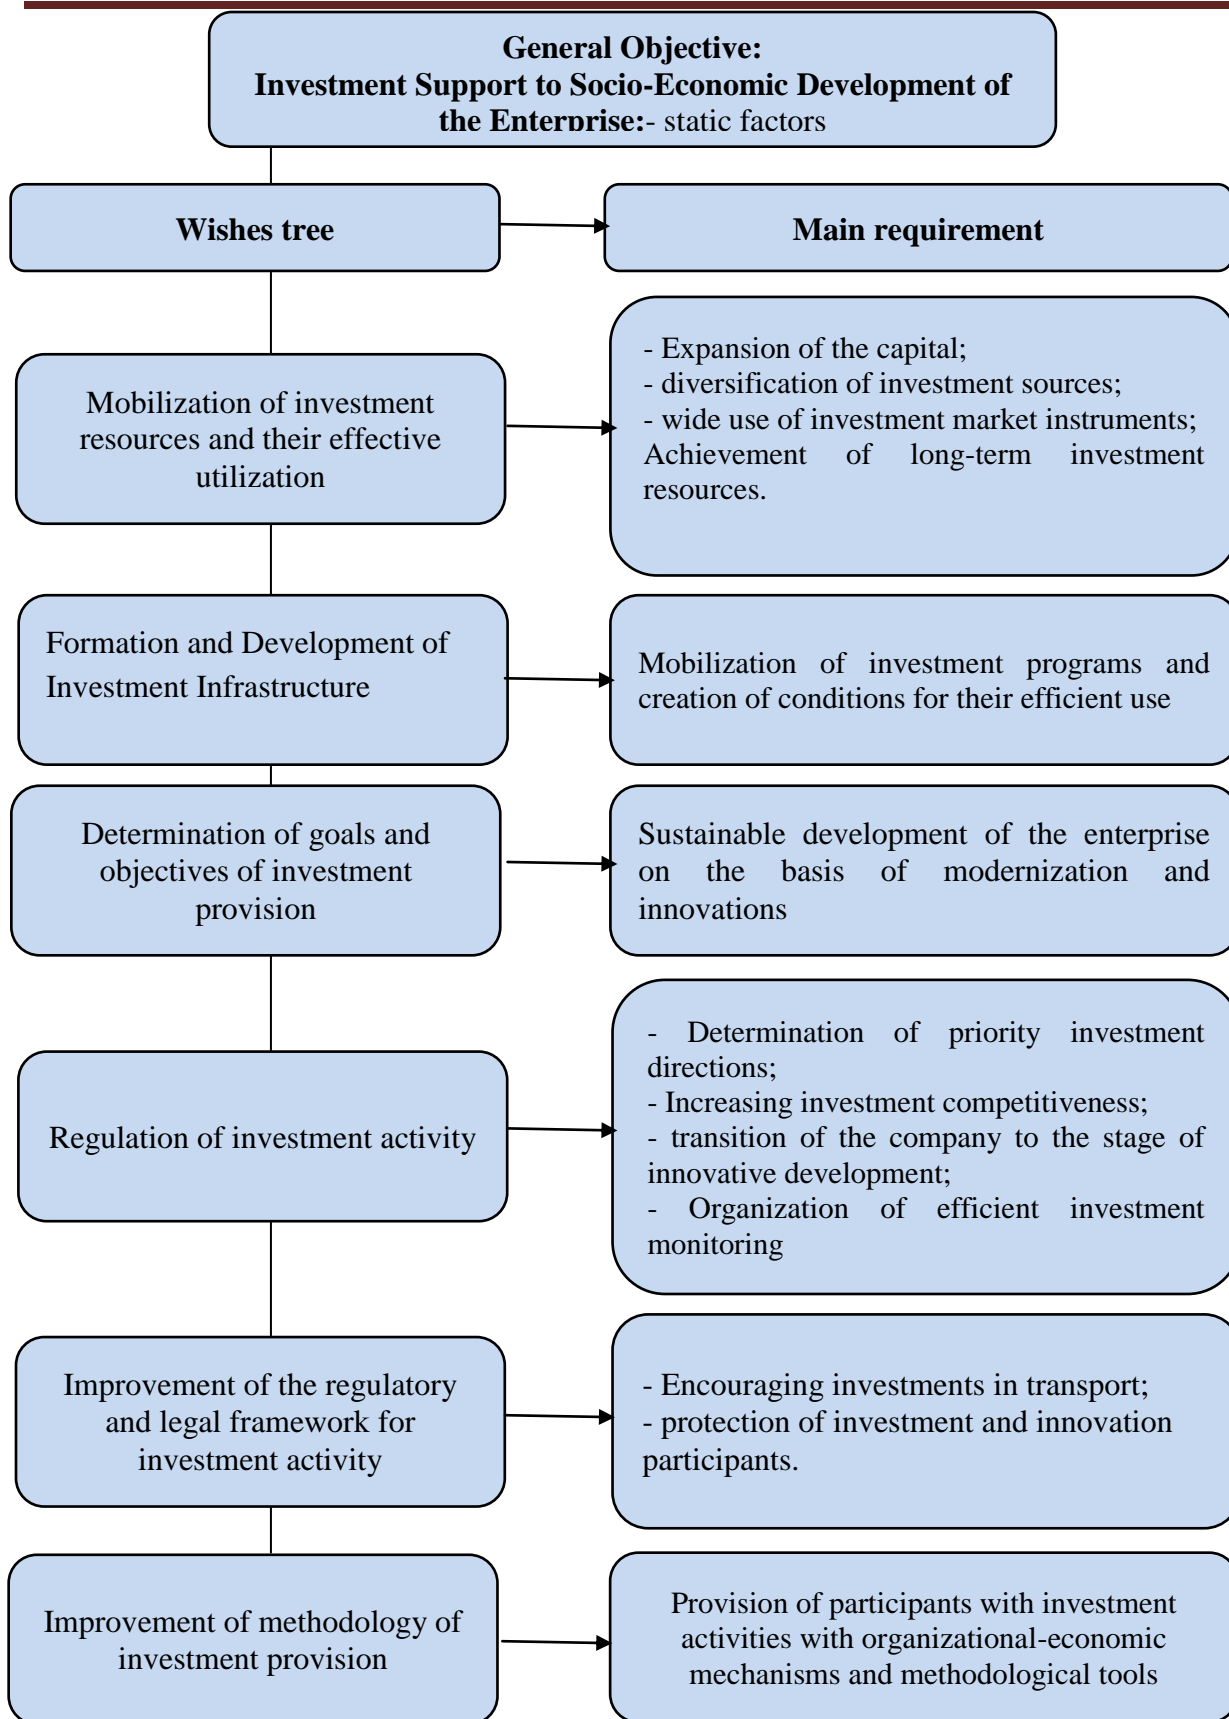 General Objective:
Investment Support to Socio-Economic Development of
the Enterprise:- static factors
Wishes tree
Main requirement
Mobilization of investment
resources and their effective
utilization
- Expansion of the capital;
- diversification of investment sources;
- wide use of investment market instruments;
Achievement of long-term investment
resources.
Formation and Development of
Investment Infrastructure
Mobilization of investment programs and
creation of conditions for their efficient use
Determination of goals and
objectives of investment
provision
Sustainable development of the enterprise
on the basis of modernization and
innovations
Regulation of investment activity
- Determination of priority investment
directions;
- Increasing investment competitiveness;
- transition of the company to the stage of
innovative development;
- Organization of efficient investment
monitoring
Improvement of the regulatory
and legal framework for
investment activity
- Encouraging investments in transport;
- protection of investment and innovation
participants.
Improvement of methodology of
investment provision
Provision of participants with investment
activities with organizational-economic
mechanisms and methodological tools